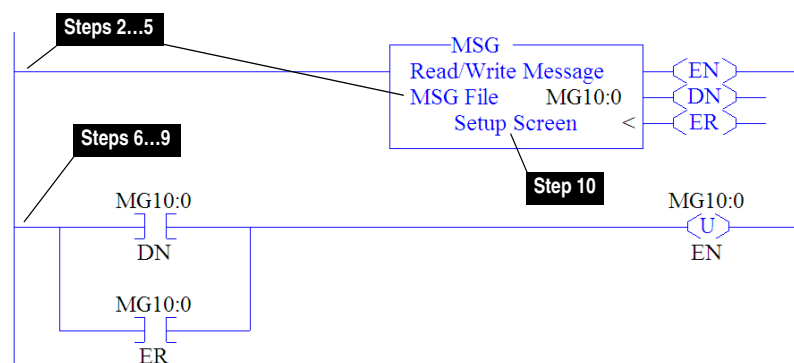 Steps 2...5
MSG
Read/Write Message
MSG File MG10:0
Setup Screen <
EN
DN
ER
Steps 6...9
Step 10
MG10:0
DN
MG10:0
U
EN
MG10:0
ER